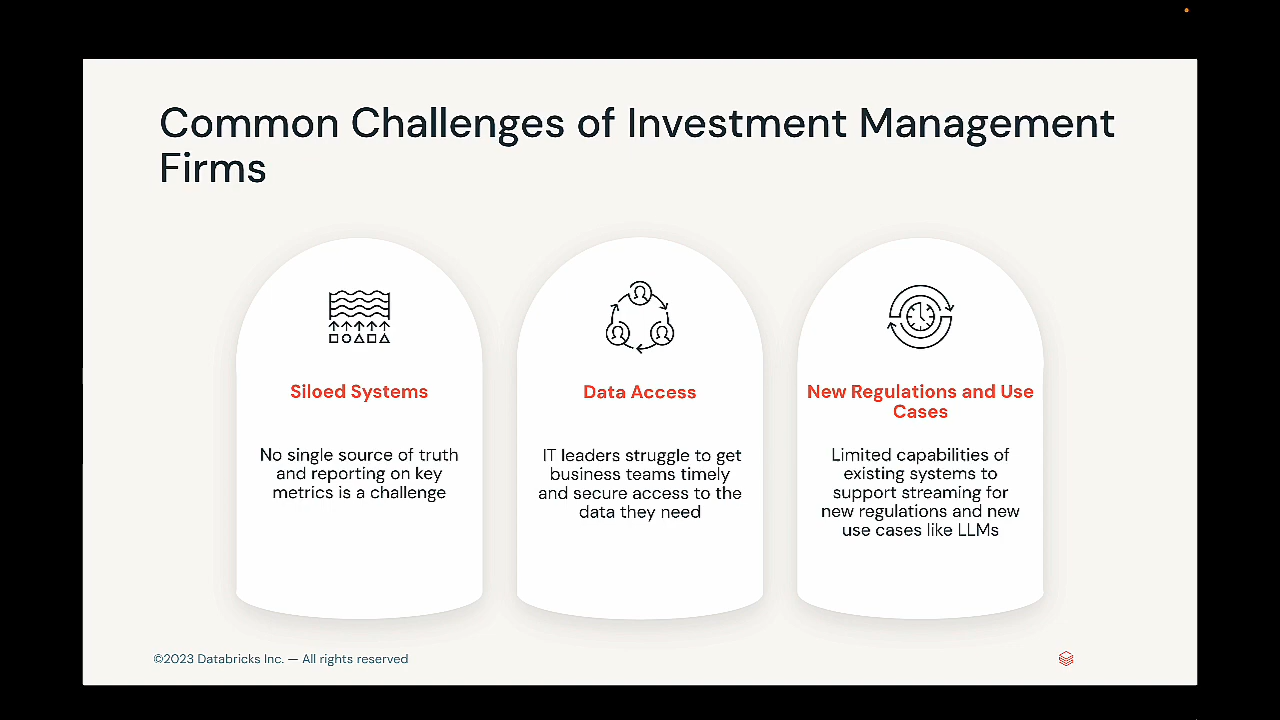 Common Challenges of Investment Management
Firms
Siloed Systems
No single source of truth
and reporting on key
metrics is a challenge
Data Access
IT leaders struggle to get
business teams timely
and secure access to the
data they need
New Regulations and Use
Cases
Limited capabilities of
existing systems to
support streaming for
new regulations and new
use cases like LLMs
©2023 Databricks Inc. — All rights reserved